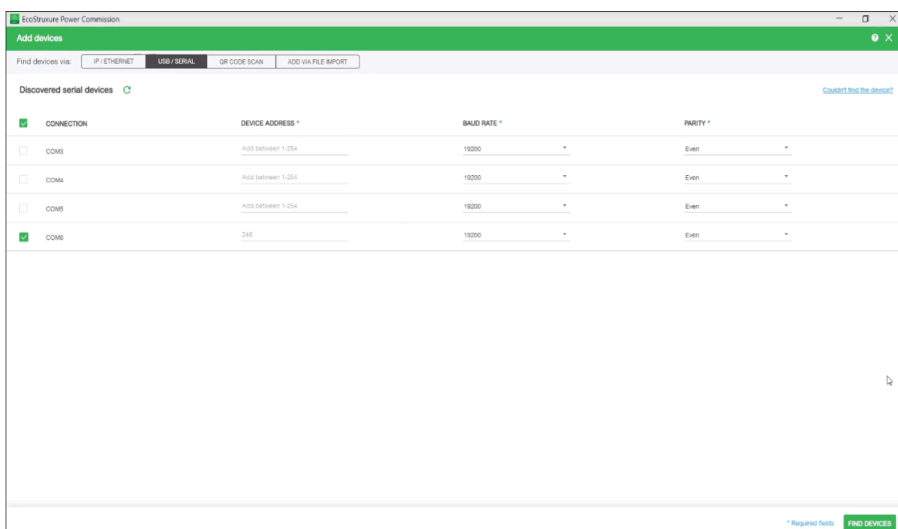 EcoStruxure Power Commission
Add devices
Find devices via: IP / ETHERNET USB / SERIAL QR CODE SCAN ADD VIA FILE IMPORT
Discovered serial devices Couldn't find the device?
CONNECTION DEVICE ADDRESS * BAUD RATE * PARITY *
COM3 Add between 1-254 19200 Even
COM4 Add between 1-254 19200 Even
COM5 Add between 1-254 19200 Even
COM6 248 19200 Even
* Required fields FIND DEVICES